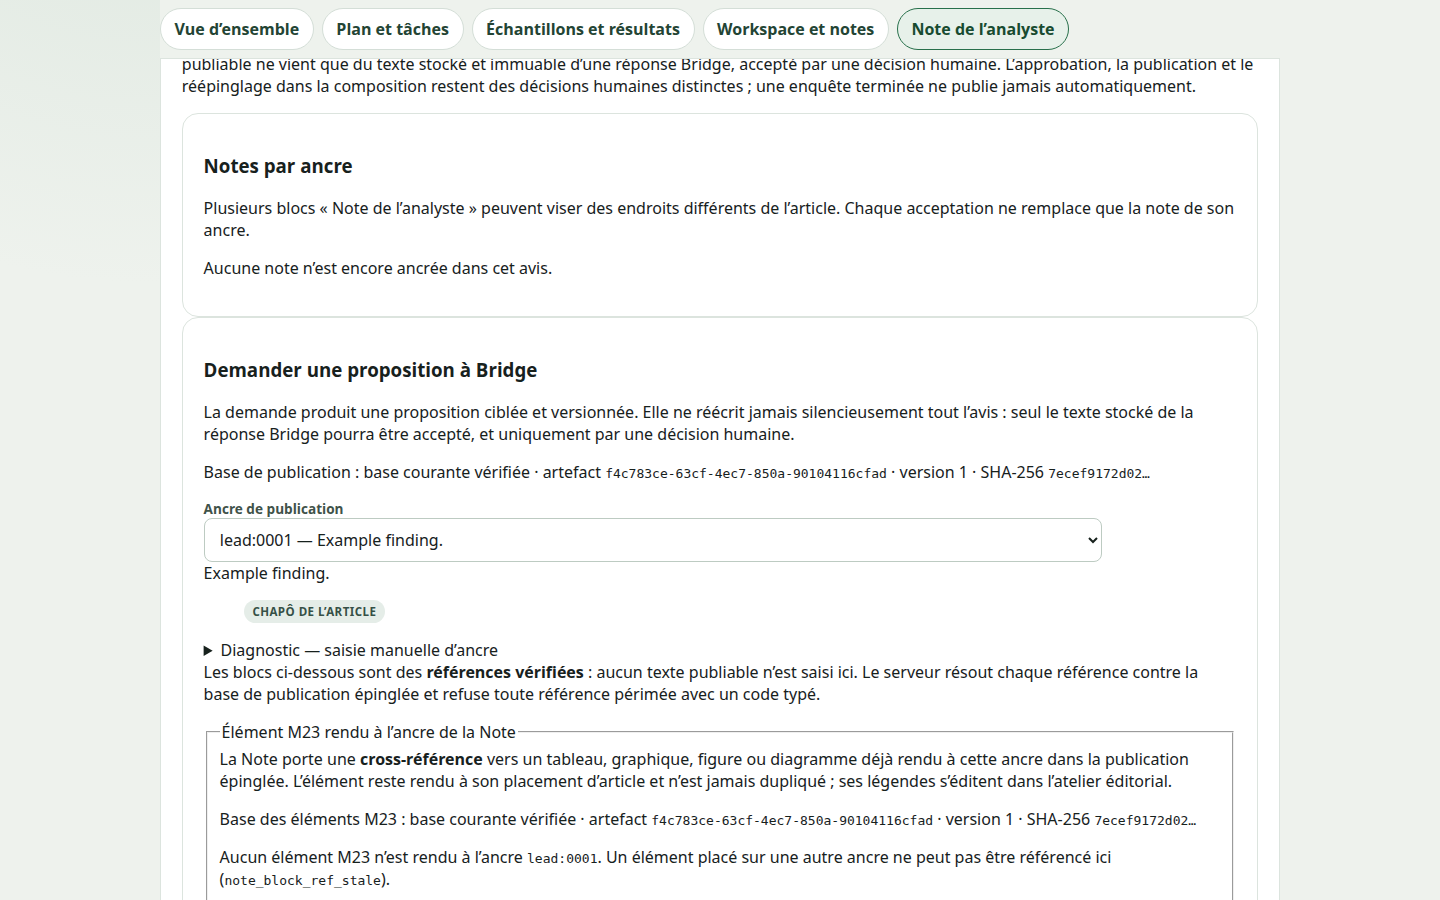 Vue d’ensemble
Plan et tâches
Échantillons et résultats
Workspace et notes
Note de l’analyste
publiable ne vient que du texte stocké et immuable d’une réponse Bridge, accepté par une décision humaine. L’approbation, la publication et le
réépinglage dans la composition restent des décisions humaines distinctes ; une enquête terminée ne publie jamais automatiquement.
Notes par ancre
Plusieurs blocs « Note de l’analyste » peuvent viser des endroits différents de l’article. Chaque acceptation ne remplace que la note de son
ancre.
Aucune note n’est encore ancrée dans cet avis.
Demander une proposition à Bridge
La demande produit une proposition ciblée et versionnée. Elle ne réécrit jamais silencieusement tout l’avis : seul le texte stocké de la
réponse Bridge pourra être accepté, et uniquement par une décision humaine.
Base de publication : base courante vérifiée · artefact f4c783ce-63cf-4ec7-850a-90104116cfad · version 1 · SHA-256 7ecef9172d02…
Ancre de publication
lead:0001 — Example finding.
Example finding.
CHAPÔ DE L’ARTICLE
Diagnostic — saisie manuelle d’ancre
Les blocs ci-dessous sont des références vérifiées : aucun texte publiable n’est saisi ici. Le serveur résout chaque référence contre la
base de publication épinglée et refuse toute référence périmée avec un code typé.
Élément M23 rendu à l’ancre de la Note
La Note porte une cross-référence vers un tableau, graphique, figure ou diagramme déjà rendu à cette ancre dans la publication
épinglée. L’élément reste rendu à son placement d’article et n’est jamais dupliqué ; ses légendes s’éditent dans l’atelier éditorial.
Base des éléments M23 : base courante vérifiée · artefact f4c783ce-63cf-4ec7-850a-90104116cfad · version 1 · SHA-256 7ecef9172d02…
Aucun élément M23 n’est rendu à l’ancre lead:0001. Un élément placé sur une autre ancre ne peut pas être référencé ici
(note_block_ref_stale).